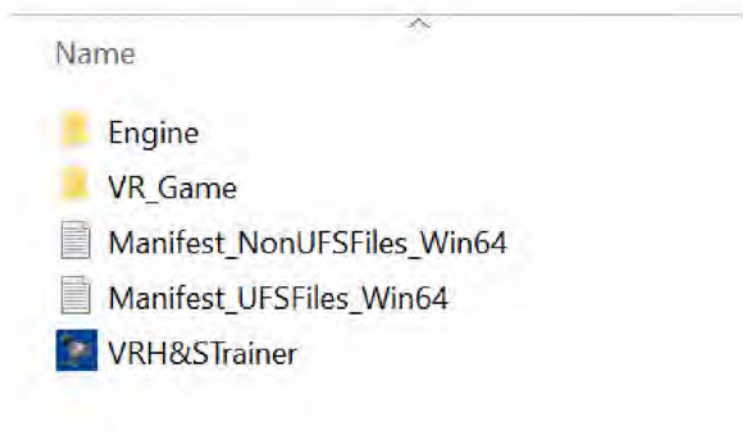 Name
Engine
VR_Game
Manifest_NonUFSFiles_Win64
Manifest_UFSFiles_Win64
VRH&STrainer